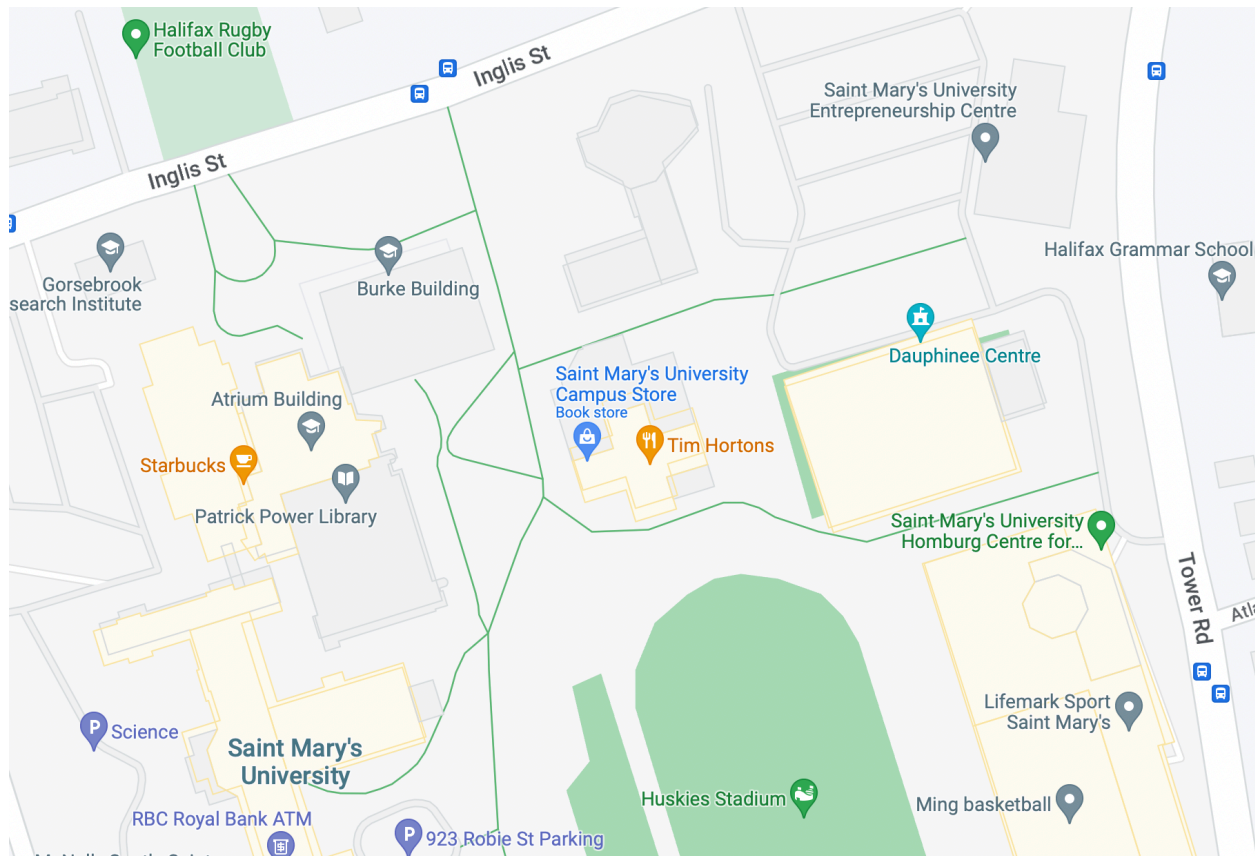 Halifax Rugby
Football Club
Inglis St
Saint Mary's University
Entrepreneurship Centre
Inglis St
Halifax Grammar School
Gorsebrook
search Institute
Burke Building
Dauphinee Centre
Saint Mary's University
Campus Store
Book store
Atrium Building
Tim Hortons
Starbucks
Patrick Power Library
Saint Mary's University
Homburg Centre for...
Tower Rd
Atla
Lifemark Sport
Saint Mary's
P Science
Saint Mary's
University
Huskies Stadium
Ming basketball
RBC Royal Bank ATM
P 923 Robie St Parking